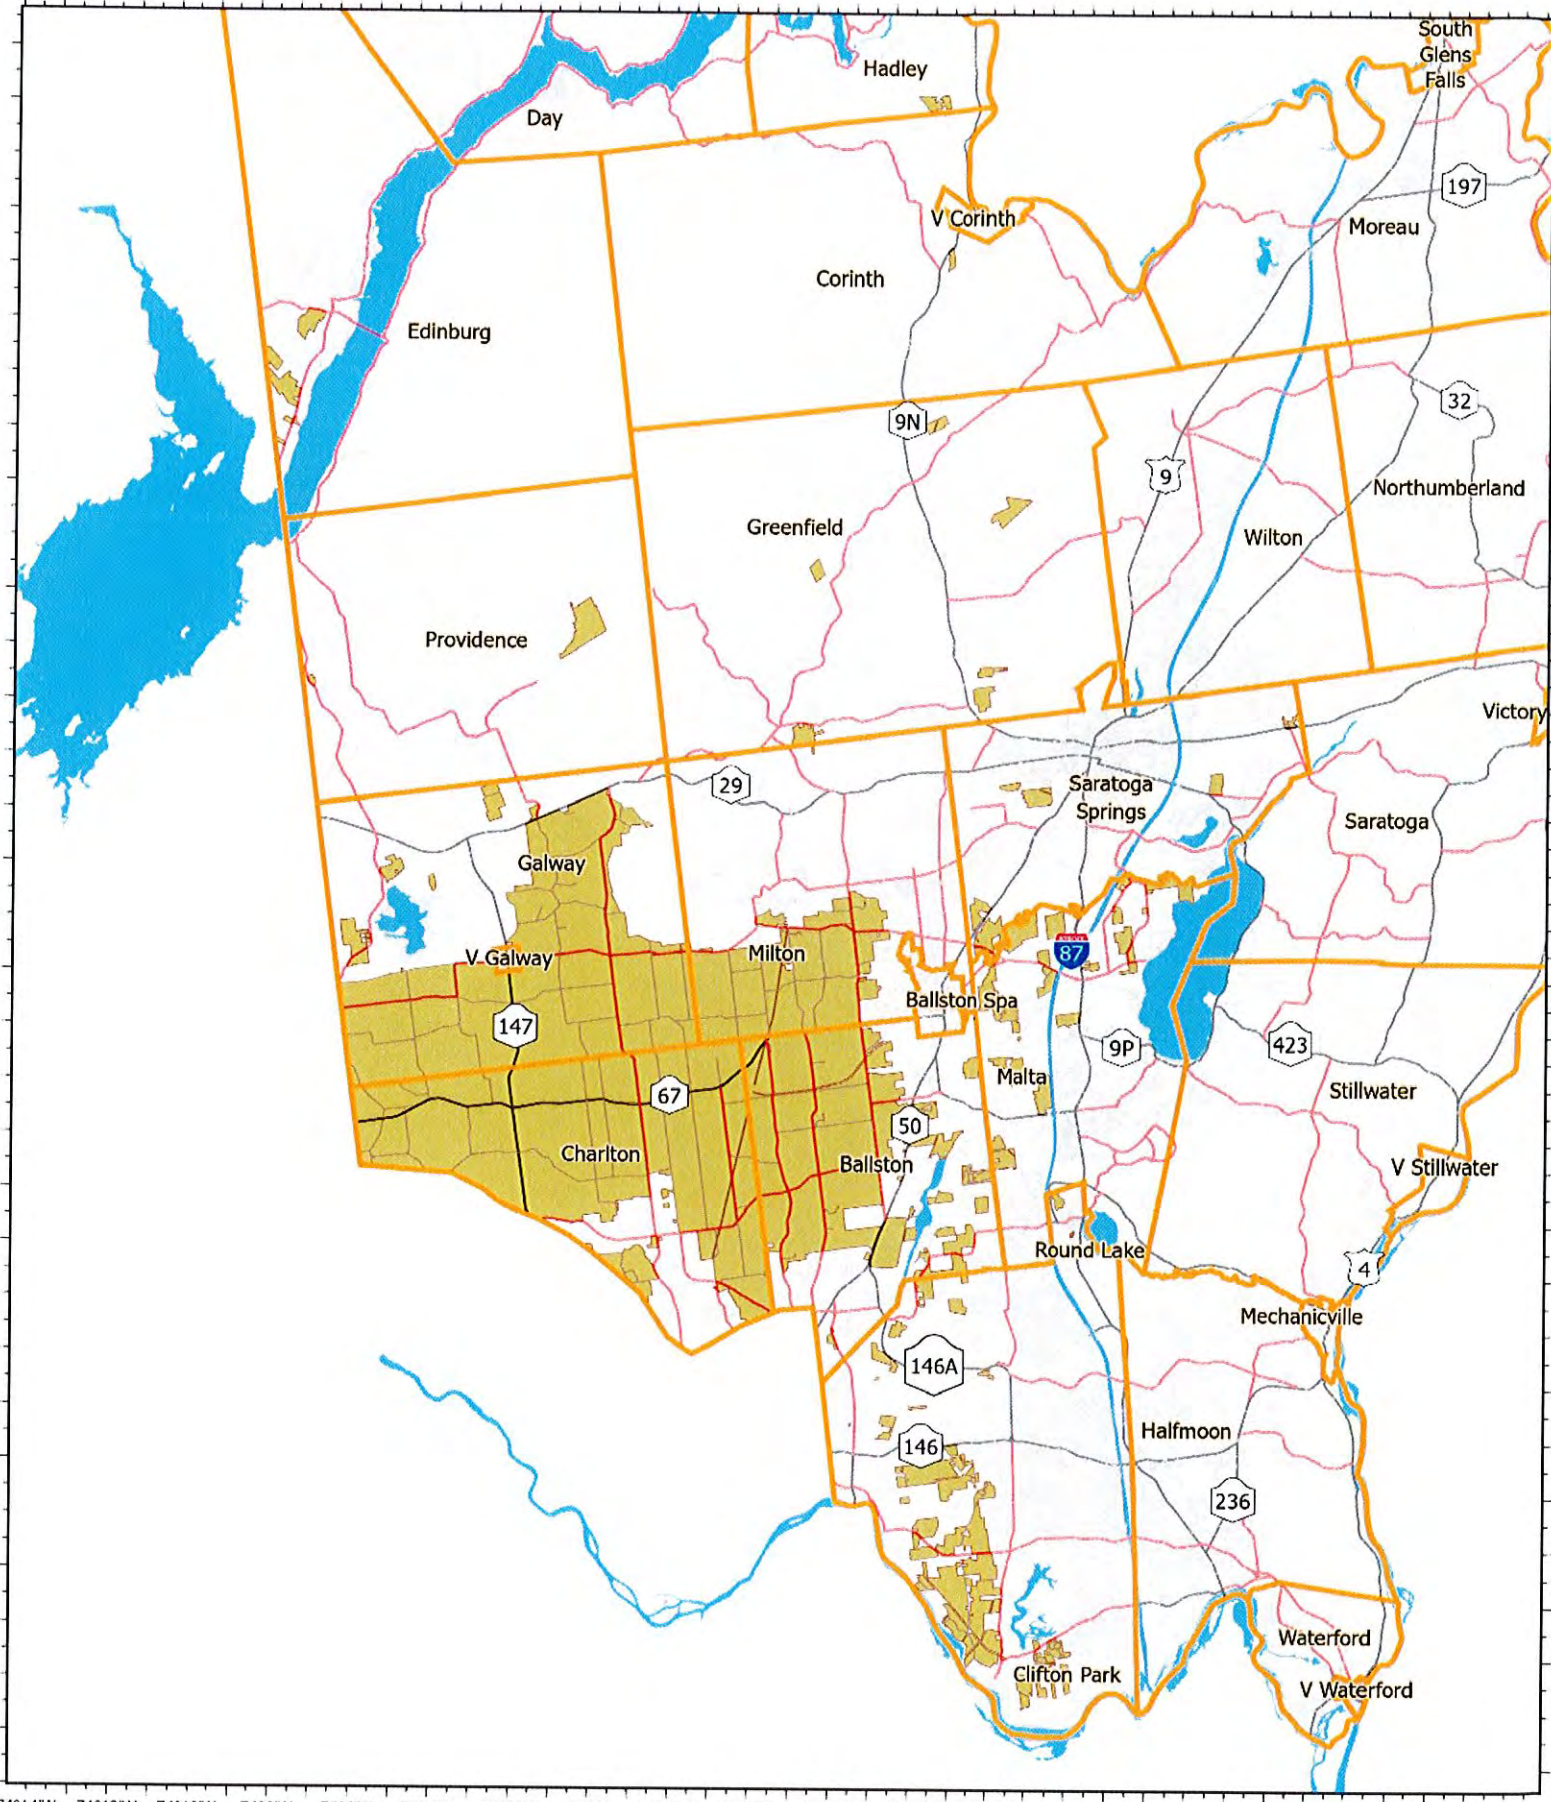 South
Glens
Falls
Hadley
Day
197
V Corinth
Moreau
Corinth
Edinburg
32
9N
9
Northumberland
Greenfield
Wilton
Providence
Victory
29
Saratoga
Springs
Saratoga
Galway
V Galway
Milton
87
Ballston Spa
147
9P
423
Malta
Stillwater
67
50
Charlton
Ballston
V Stillwater
Round Lake
4
Mechanicville
146A
Halfmoon
146
236
Waterford
Clifton Park
V Waterford